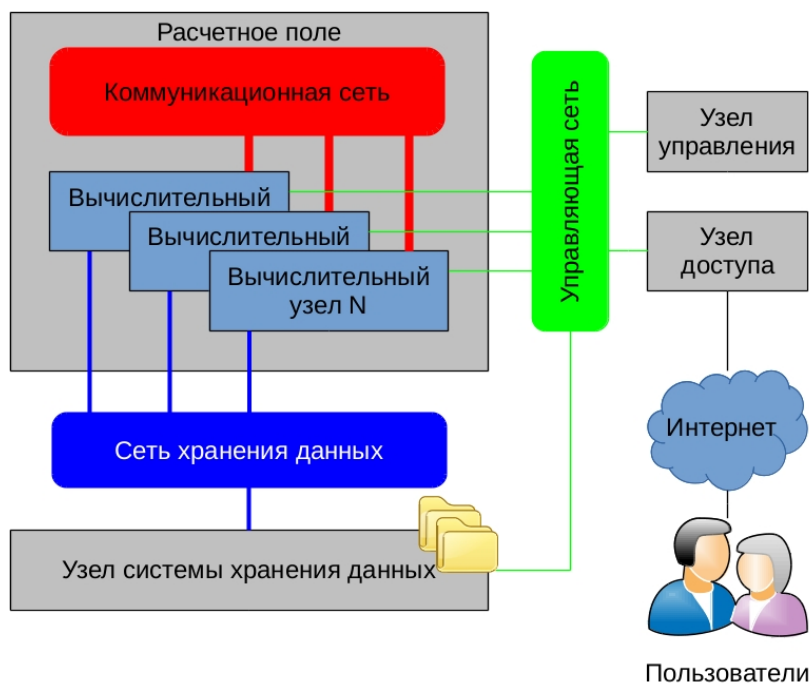 Расчетное поле
Коммуникационная сеть
Вычислительный
Вычислительный
Вычислительный
узел N
Управляющая сеть
Узел
управления
Узел
доступа
Интернет
Сеть хранения данных
Узел системы хранения данных
Пользователи